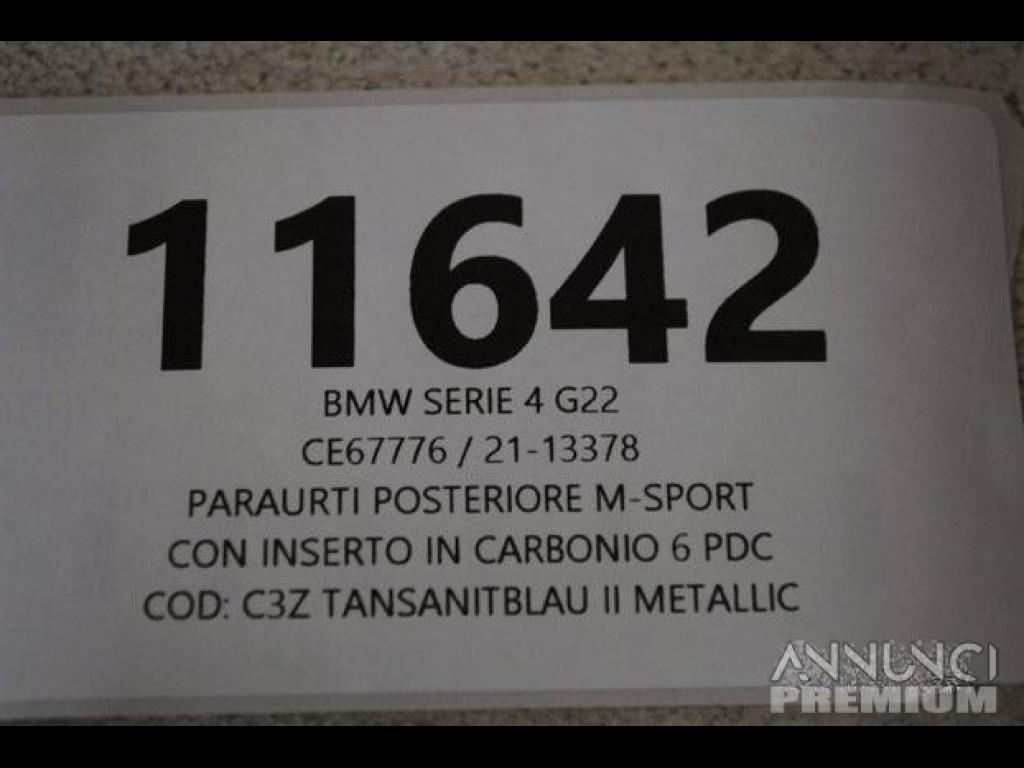 11642
BMW SERIE 4 G22
CE67776 / 21-13378
PARAURTI POSTERIORE M-SPORT
CON INSERTO IN CARBONIO 6 PDC
COD: C3Z TANSANITBLAU II METALLIC
ANNUNCI
PREMIUM